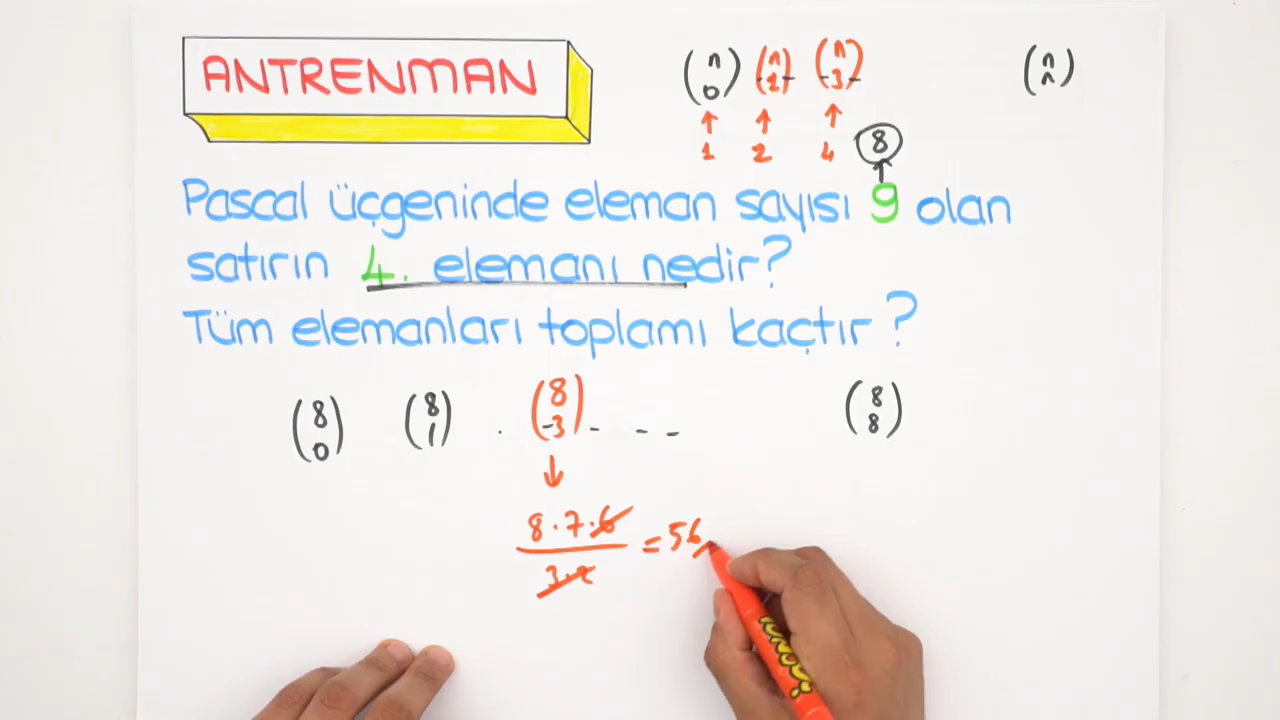 ANTRENMAN
(n 0) (n 1) (n 3) (n n)
1 2 4 8
Pascal üçgeninde eleman sayısı 9 olan
satırın 4. elemanı nedir?
Tüm elemanları toplamı kaçtır?
(8 0) (8 1) . (8 3) - - - (8 8)
8·7·6
= 56
3·2